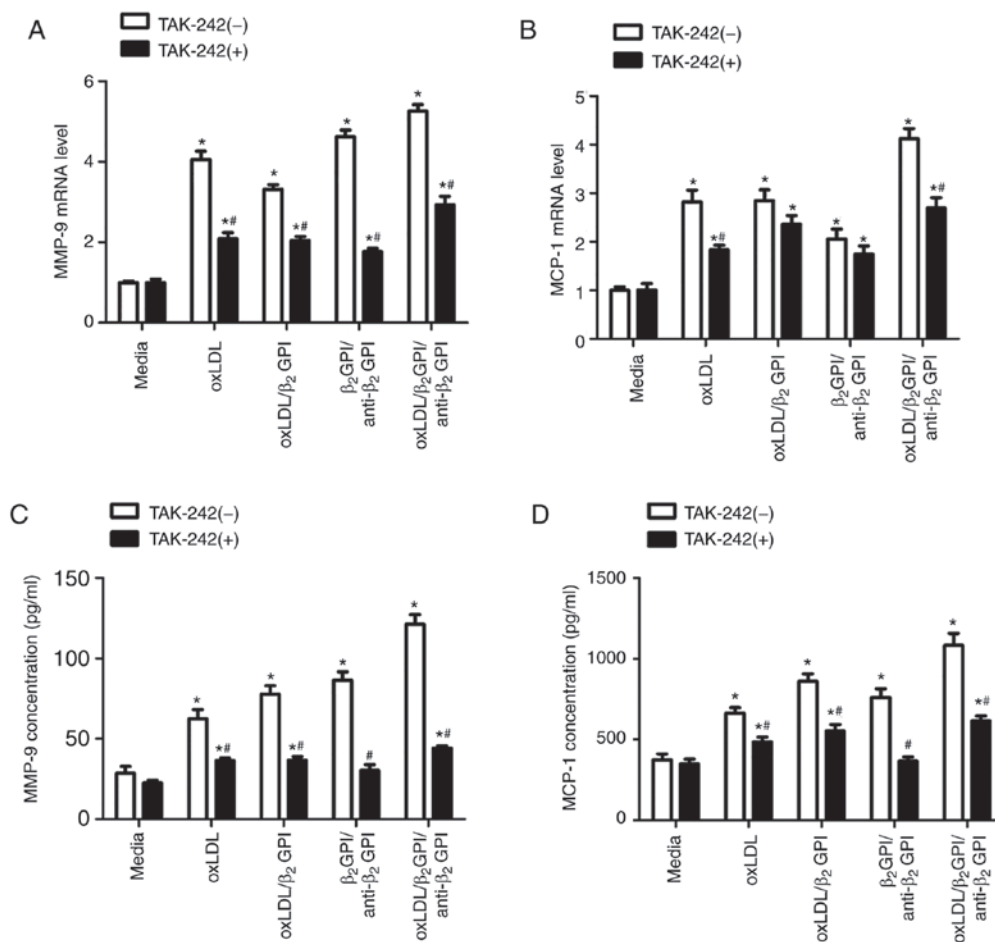 A
TAK-242(−)
TAK-242(+)
MMP-9 mRNA level
6
4
2
0
*
*#
*
*#
*
*#
*
*#
Media
oxLDL
oxLDL/β₂ GPI
β₂GPI/
anti-β₂ GPI
oxLDL/β₂GPI/
anti-β₂ GPI
B
TAK-242(−)
TAK-242(+)
MCP-1 mRNA level
5
4
3
2
1
0
*
*#
*
*
*
*
*
*#
Media
oxLDL
oxLDL/β₂ GPI
β₂GPI/
anti-β₂ GPI
oxLDL/β₂GPI/
anti-β₂ GPI
C
TAK-242(−)
TAK-242(+)
MMP-9 concentration (pg/ml)
150
100
50
0
*
*#
*
*#
*
#
*
*#
Media
oxLDL
oxLDL/β₂ GPI
β₂GPI/
anti-β₂ GPI
oxLDL/β₂GPI/
anti-β₂ GPI
D
TAK-242(−)
TAK-242(+)
MCP-1 concentration (pg/ml)
1500
1000
500
0
*
*#
*
*#
*
#
*
*#
Media
oxLDL
oxLDL/β₂ GPI
β₂GPI/
anti-β₂ GPI
oxLDL/β₂GPI/
anti-β₂ GPI